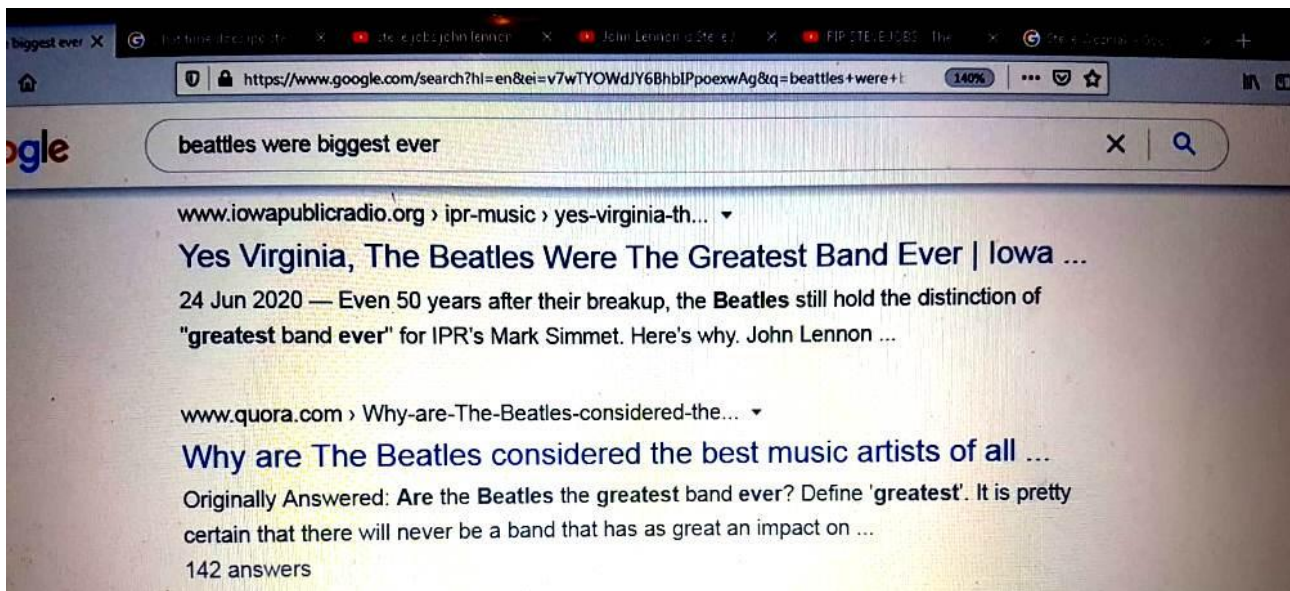 biggest ever
John Lennon
https://www.google.com/search?hl=en&ei=v7wTYOWdJY6BhbIPpoexwAg&q=beattles+were+b
140%
ogle
beattles were biggest ever
www.iowapublicradio.org › ipr-music › yes-virginia-th...
Yes Virginia, The Beatles Were The Greatest Band Ever | Iowa ...
24 Jun 2020 — Even 50 years after their breakup, the Beatles still hold the distinction of
"greatest band ever" for IPR's Mark Simmet. Here's why. John Lennon ...
www.quora.com › Why-are-The-Beatles-considered-the...
Why are The Beatles considered the best music artists of all ...
Originally Answered: Are the Beatles the greatest band ever? Define 'greatest'. It is pretty
certain that there will never be a band that has as great an impact on ...
142 answers